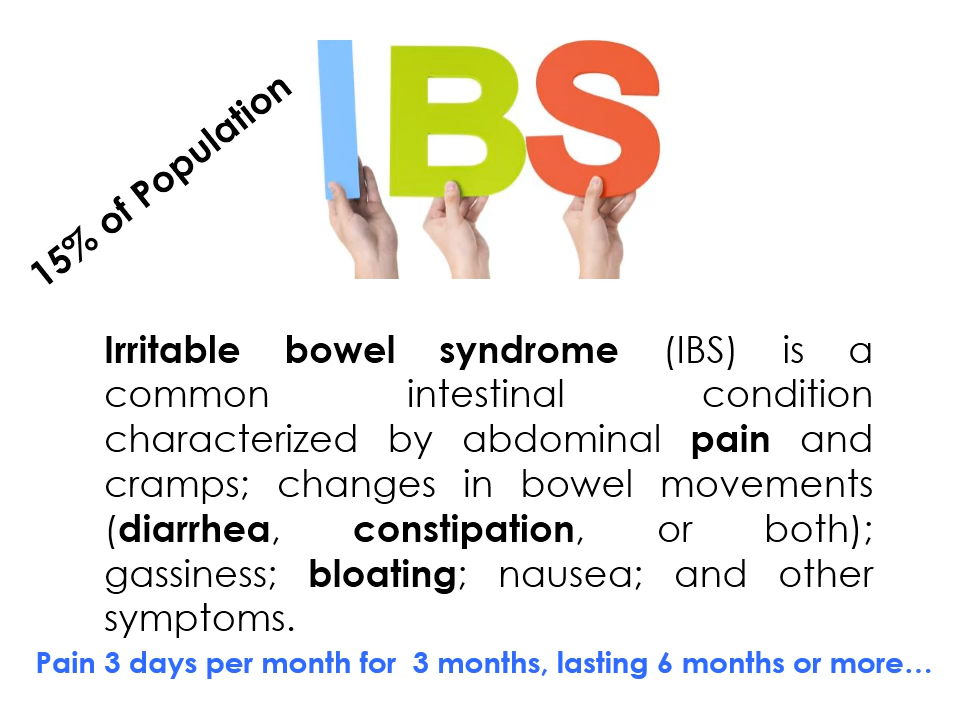 IBS
15% of Population
Irritable bowel syndrome (IBS) is a
common intestinal condition
characterized by abdominal pain and
cramps; changes in bowel movements
(diarrhea, constipation, or both);
gassiness; bloating; nausea; and other
symptoms.
Pain 3 days per month for  3 months, lasting 6 months or more…